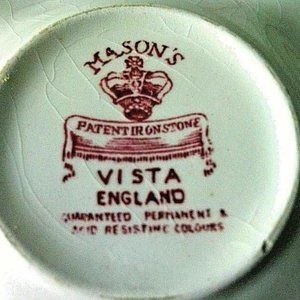 MASON'S
PATENT IRONSTONE
VISTA
ENGLAND
GUARANTEED PERMANENT &
ACID RESISTING COLOURS